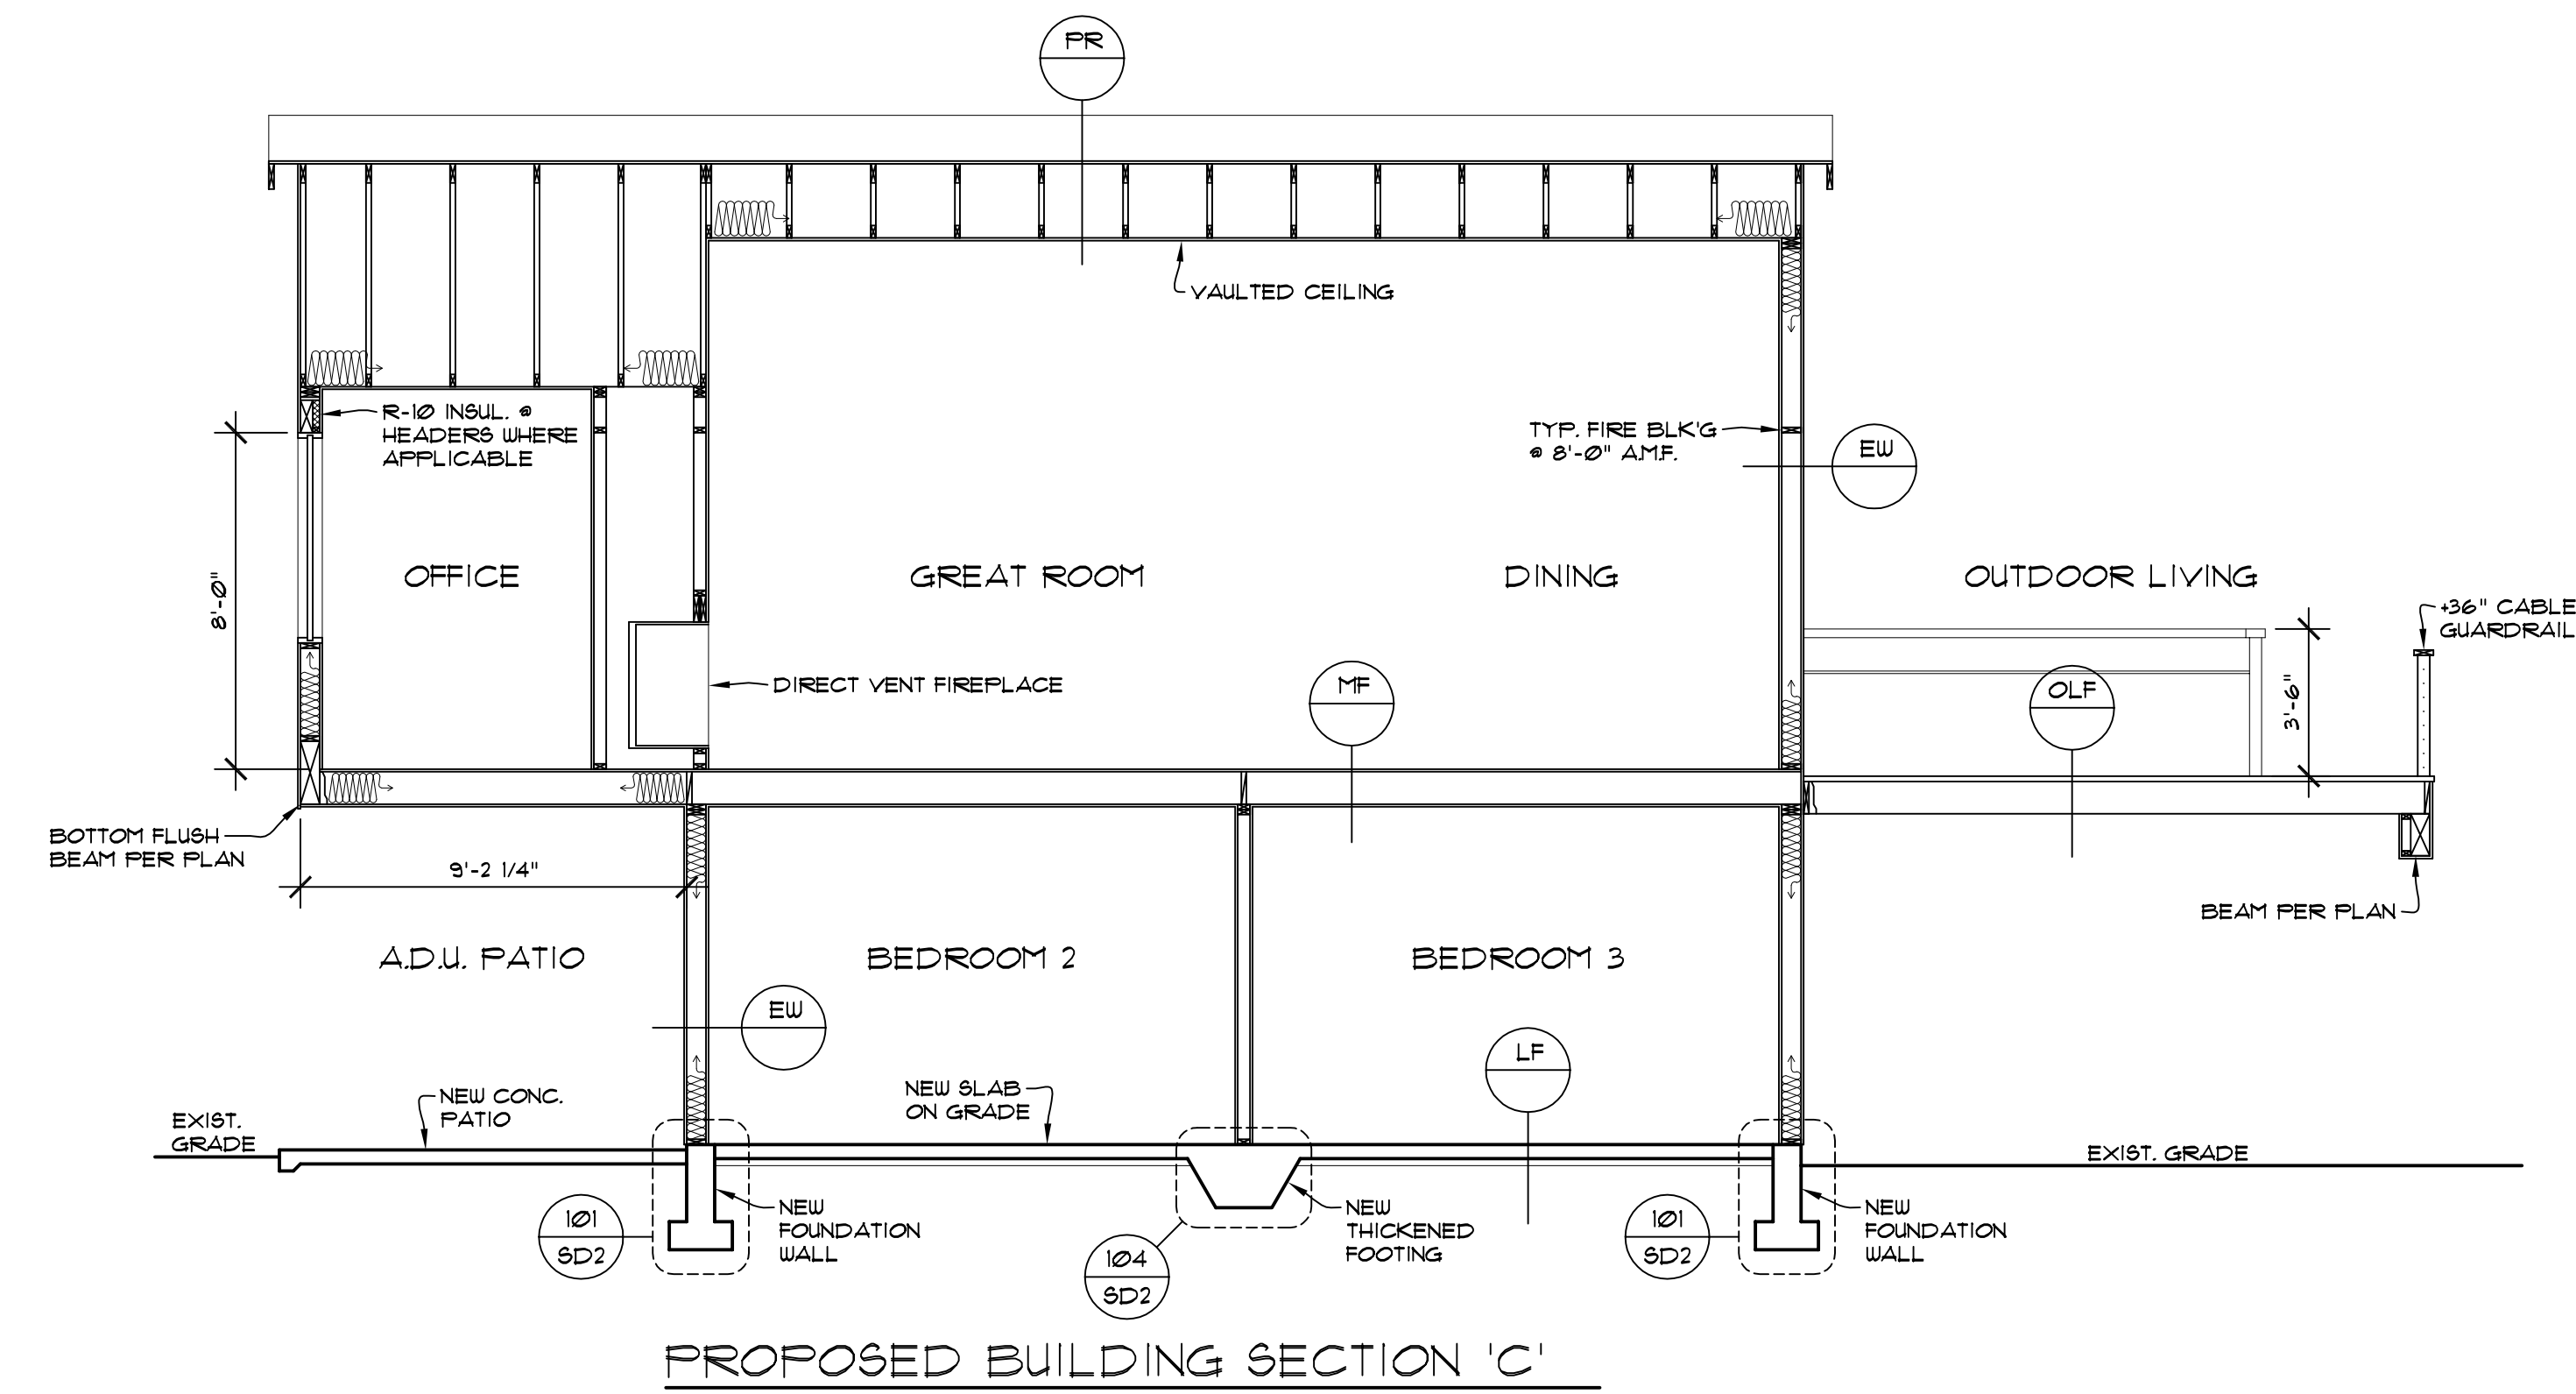 PR
VAULTED CEILING
R-10 INSUL. @
HEADERS WHERE
APPLICABLE
TYP. FIRE BLK'G
@ 8'-0" A.M.F.
EW
8'-0"
OFFICE
GREAT ROOM
DINING
OUTDOOR LIVING
+36" CABLE
GUARDRAIL
DIRECT VENT FIREPLACE
MF
OLF
3'-6"
BOTTOM FLUSH
BEAM PER PLAN
9'-2 1/4"
BEAM PER PLAN
A.D.U. PATIO
BEDROOM 2
BEDROOM 3
EW
LF
NEW CONC.
PATIO
NEW SLAB
ON GRADE
EXIST.
GRADE
EXIST. GRADE
101
SD2
NEW
FOUNDATION
WALL
104
SD2
NEW
THICKENED
FOOTING
101
SD2
NEW
FOUNDATION
WALL
PROPOSED BUILDING SECTION 'C'